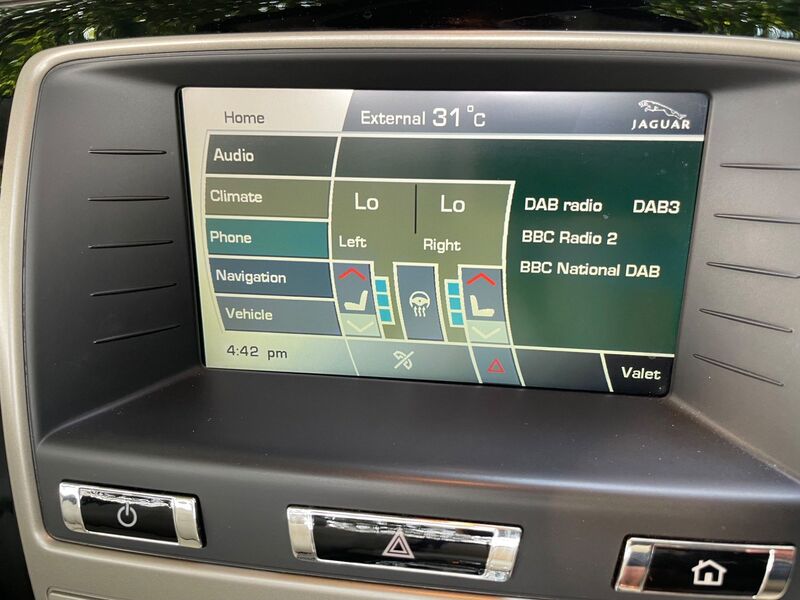 Home
External 31°C
JAGUAR
Audio
Climate
Phone
Navigation
Vehicle
Lo Lo
Left Right
DAB radio DAB3
BBC Radio 2
BBC National DAB
4:42 pm
Valet